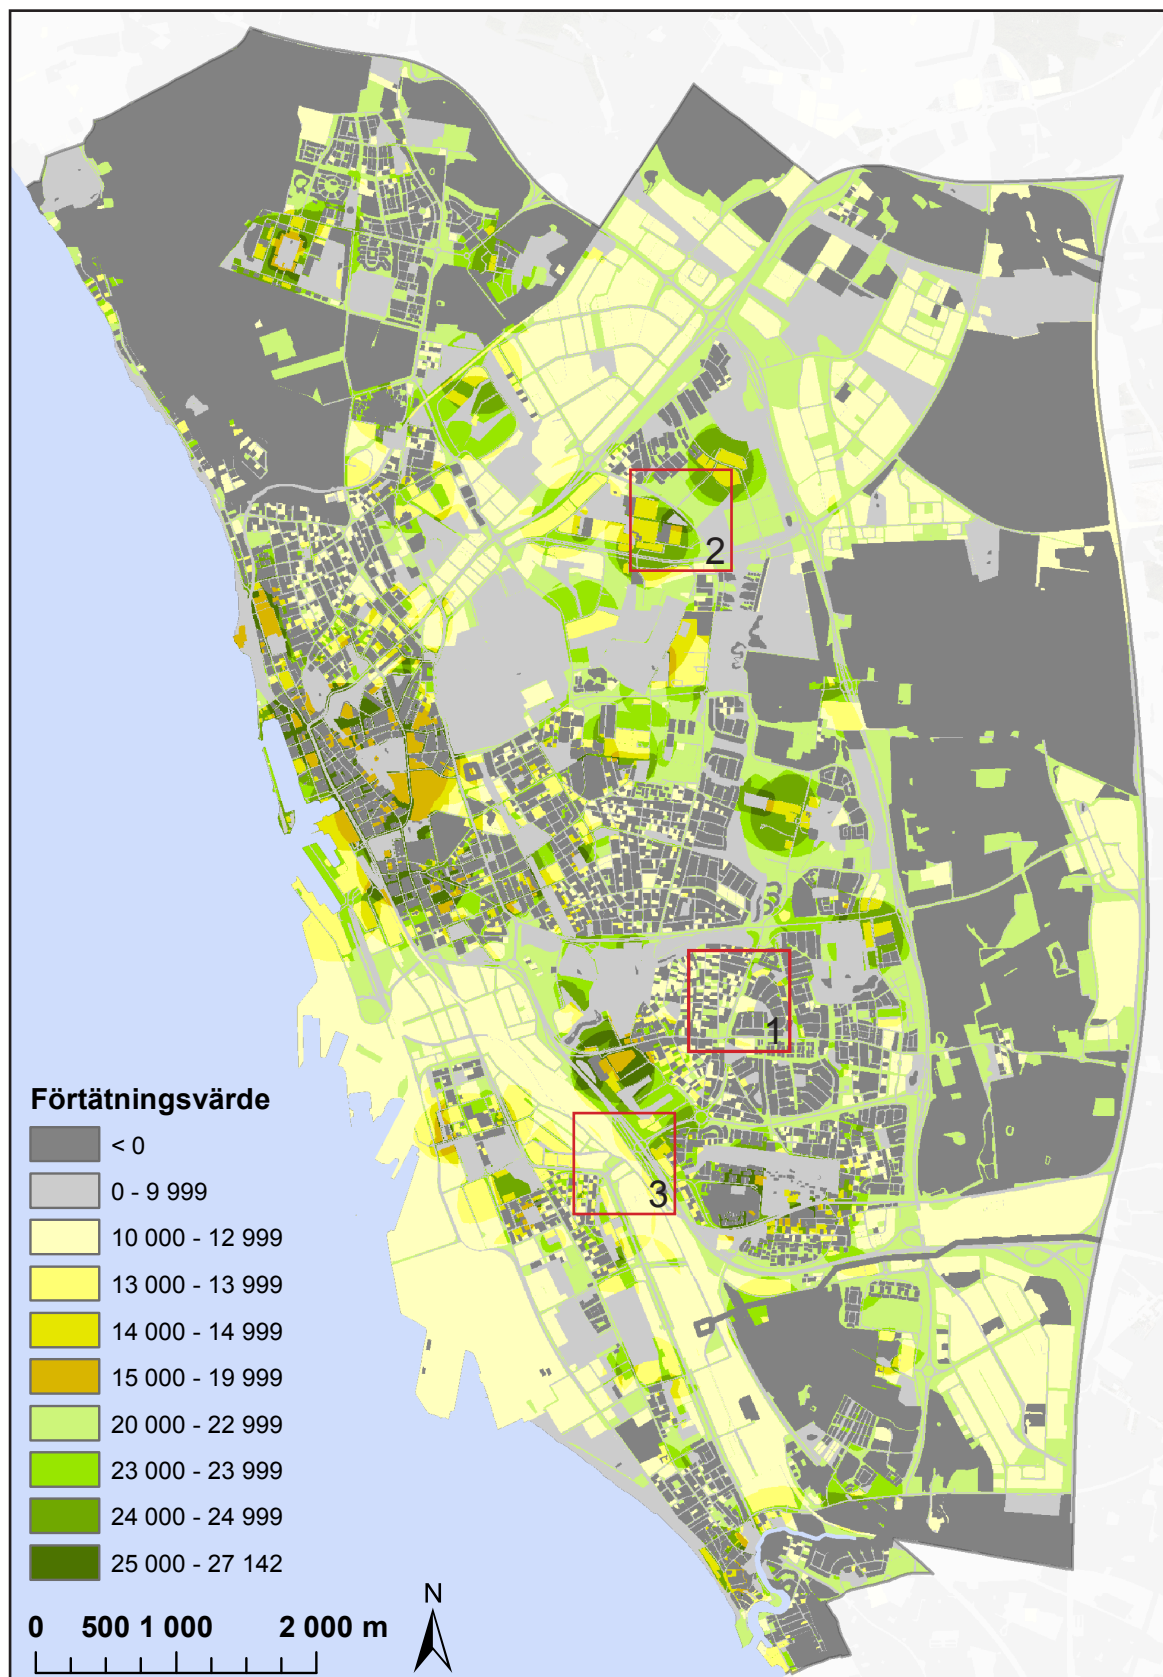 2
1
3
Förtätningsvärde
< 0
0 - 9 999
10 000 - 12 999
13 000 - 13 999
14 000 - 14 999
15 000 - 19 999
20 000 - 22 999
23 000 - 23 999
24 000 - 24 999
25 000 - 27 142
N
0 500 1 000 2 000 m